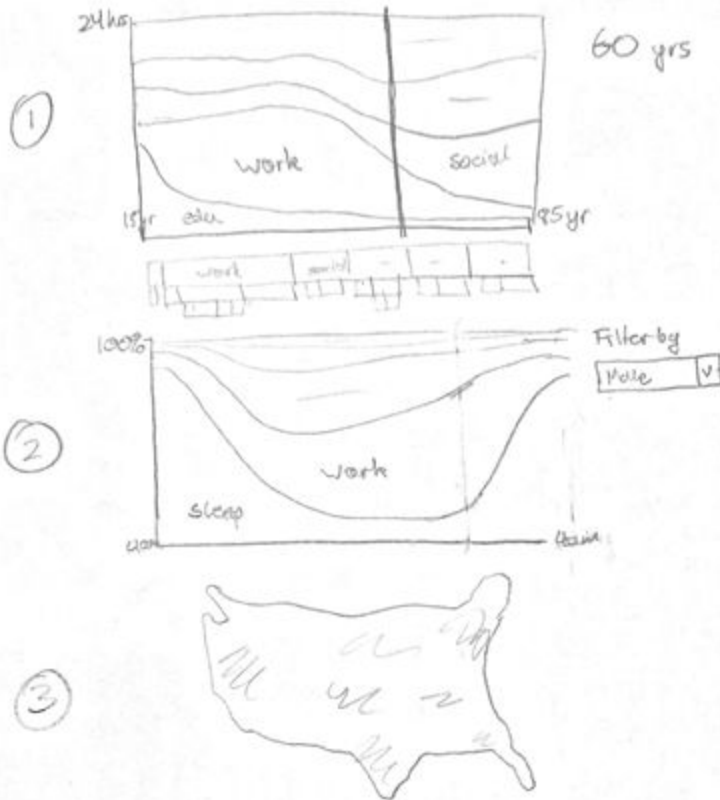 24hrs
60 yrs
1
work
social
15yr
edu
85yr
work
social
100%
Filter by
Male
2
work
sleep
4am
3